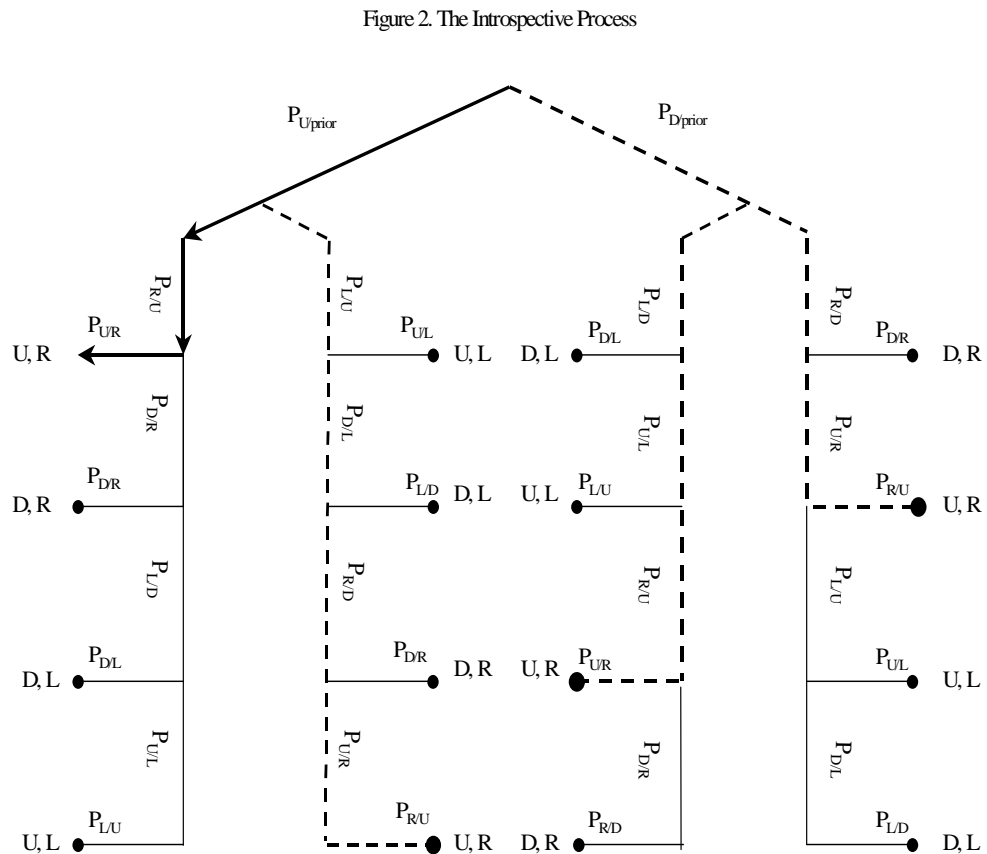 Figure 2. The Introspective Process
P_U/prior P_D/prior
P_R/U P_L/U P_L/D P_R/D
P_U/R P_U/L P_D/L P_D/R
U, R U, L D, L D, R
P_D/R P_D/L P_U/L P_U/R
P_D/R P_L/D P_L/U P_R/U
D, R D, L U, L U, R
P_L/D P_R/D P_R/U P_L/U
P_D/L P_D/R P_U/R P_U/L
D, L D, R U, R U, L
P_U/L P_U/R P_D/R P_D/L
P_L/U P_R/U P_R/D P_L/D
U, L U, R D, R D, L